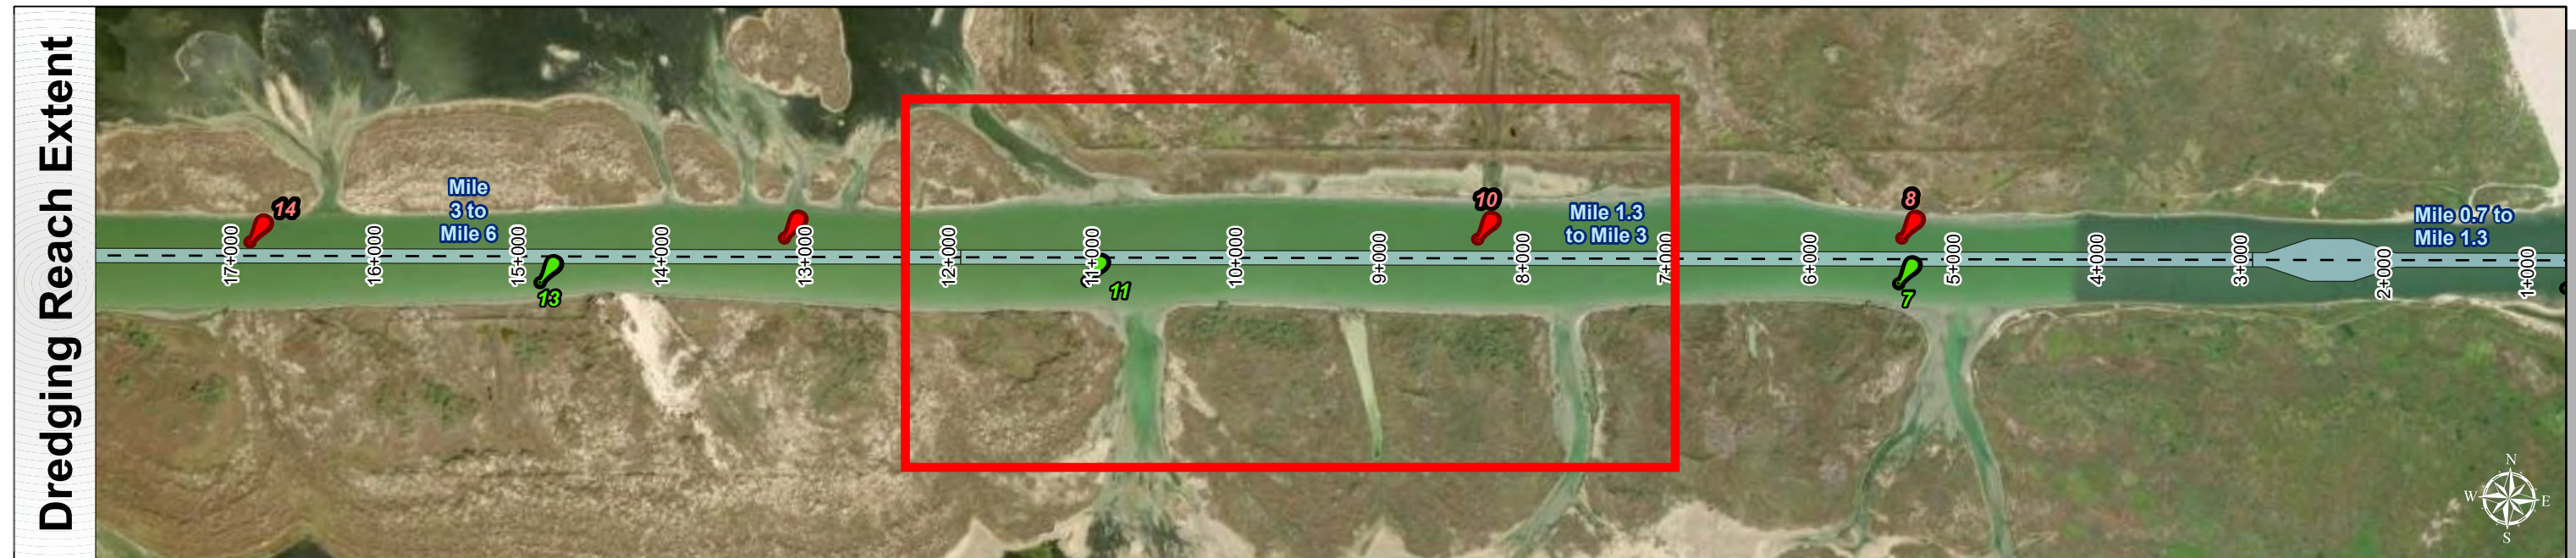 Dredging Reach Extent
14
Mile
3 to
Mile 6
10
Mile 1.3
to Mile 3
8
Mile 0.7 to
Mile 1.3
17+000
16+000
15+000
14+000
13+000
12+000
11+000
10+000
9+000
8+000
7+000
6+000
5+000
4+000
3+000
2+000
1+000
13
11
7
N
W
E
S